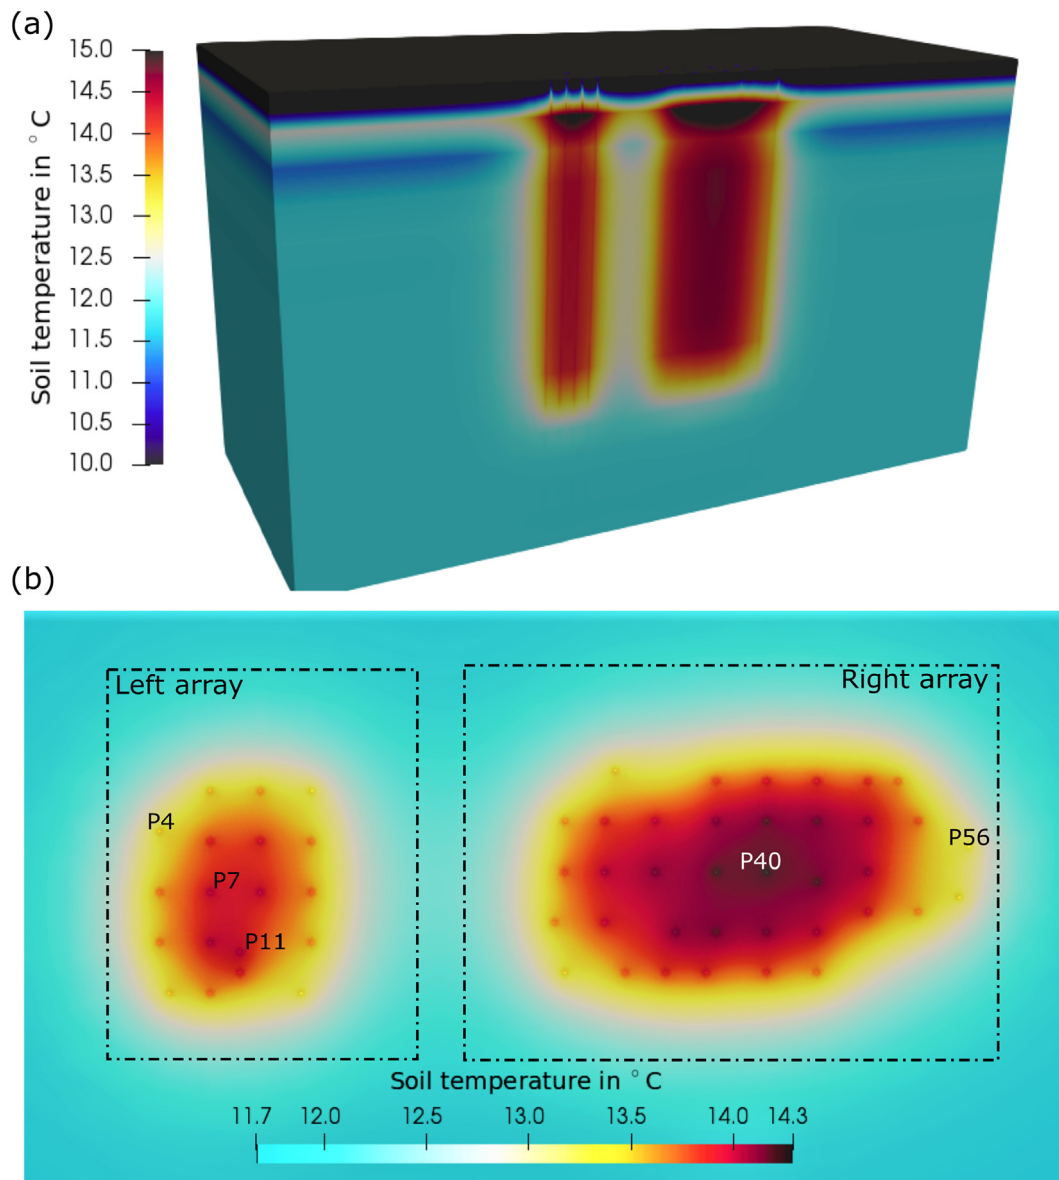 (a)
Soil temperature in °C
15.0
14.5
14.0
13.5
13.0
12.5
12.0
11.5
11.0
10.5
10.0
(b)
Left array
Right array
P4
P7
P11
P40
P56
Soil temperature in °C
11.7 12.0 12.5 13.0 13.5 14.0 14.3